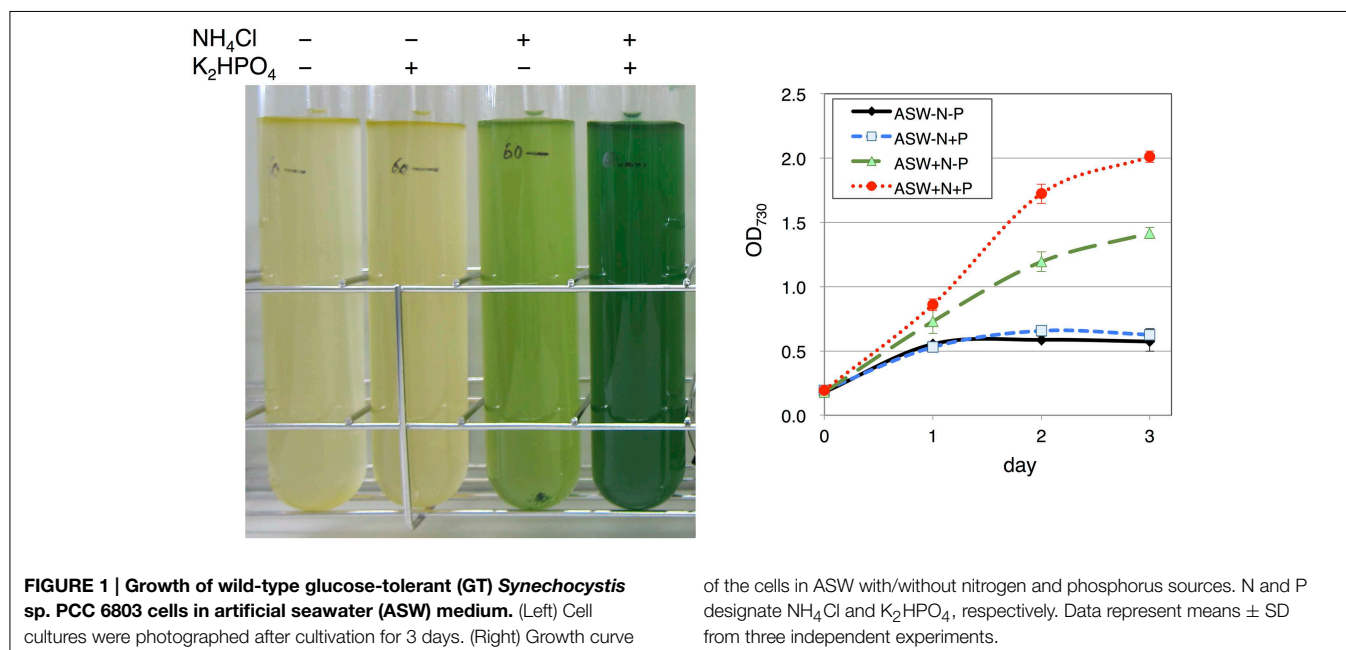 NH₄Cl – – + +
K₂HPO₄ – + – +
60
60
2.5
2.0
1.5
1.0
0.5
0.0
OD₇₃₀
ASW-N-P
ASW-N+P
ASW+N-P
ASW+N+P
0 1 2 3
day
FIGURE 1 | Growth of wild-type glucose-tolerant (GT) Synechocystis
sp. PCC 6803 cells in artificial seawater (ASW) medium. (Left) Cell
cultures were photographed after cultivation for 3 days. (Right) Growth curve
of the cells in ASW with/without nitrogen and phosphorus sources. N and P
designate NH₄Cl and K₂HPO₄, respectively. Data represent means ± SD
from three independent experiments.